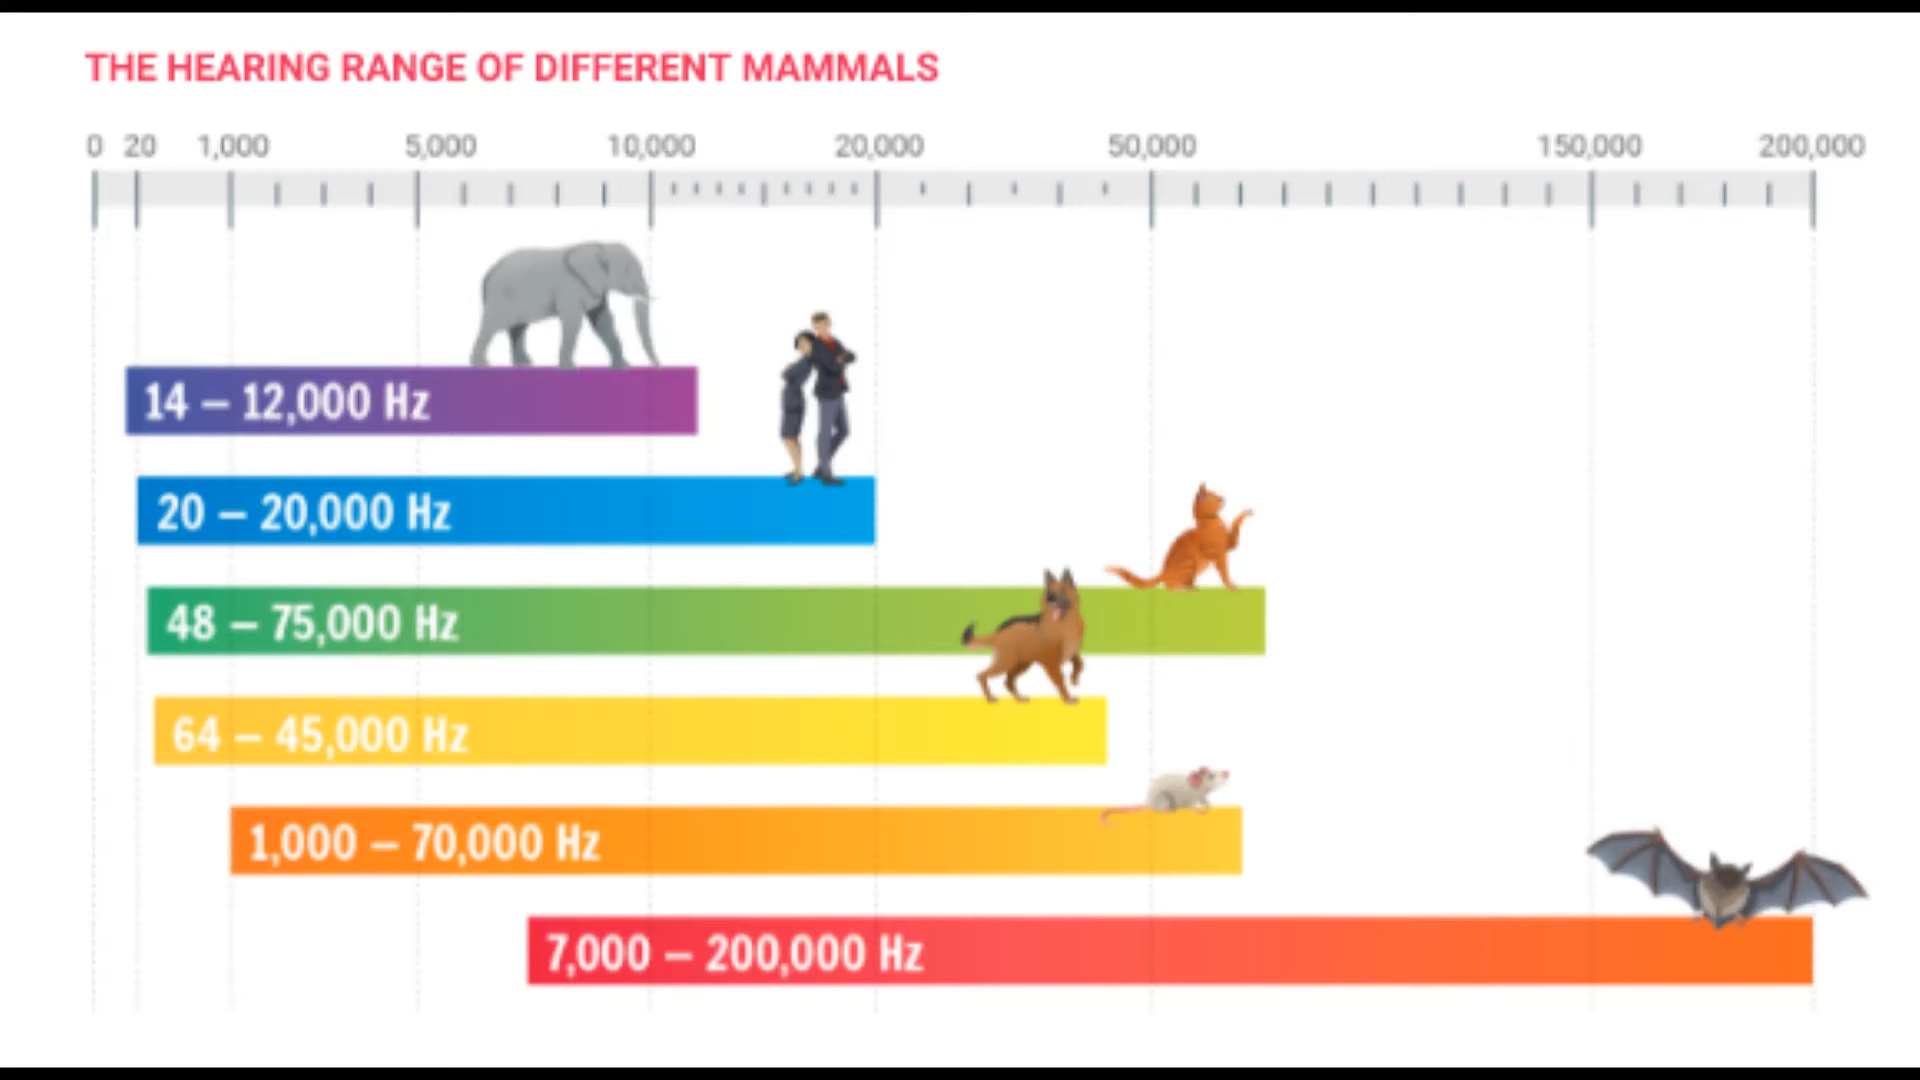 THE HEARING RANGE OF DIFFERENT MAMMALS
0 20 1,000 5,000 10,000 20,000 50,000 150,000 200,000
14 – 12,000 Hz
20 – 20,000 Hz
48 – 75,000 Hz
64 – 45,000 Hz
1,000 – 70,000 Hz
7,000 – 200,000 Hz